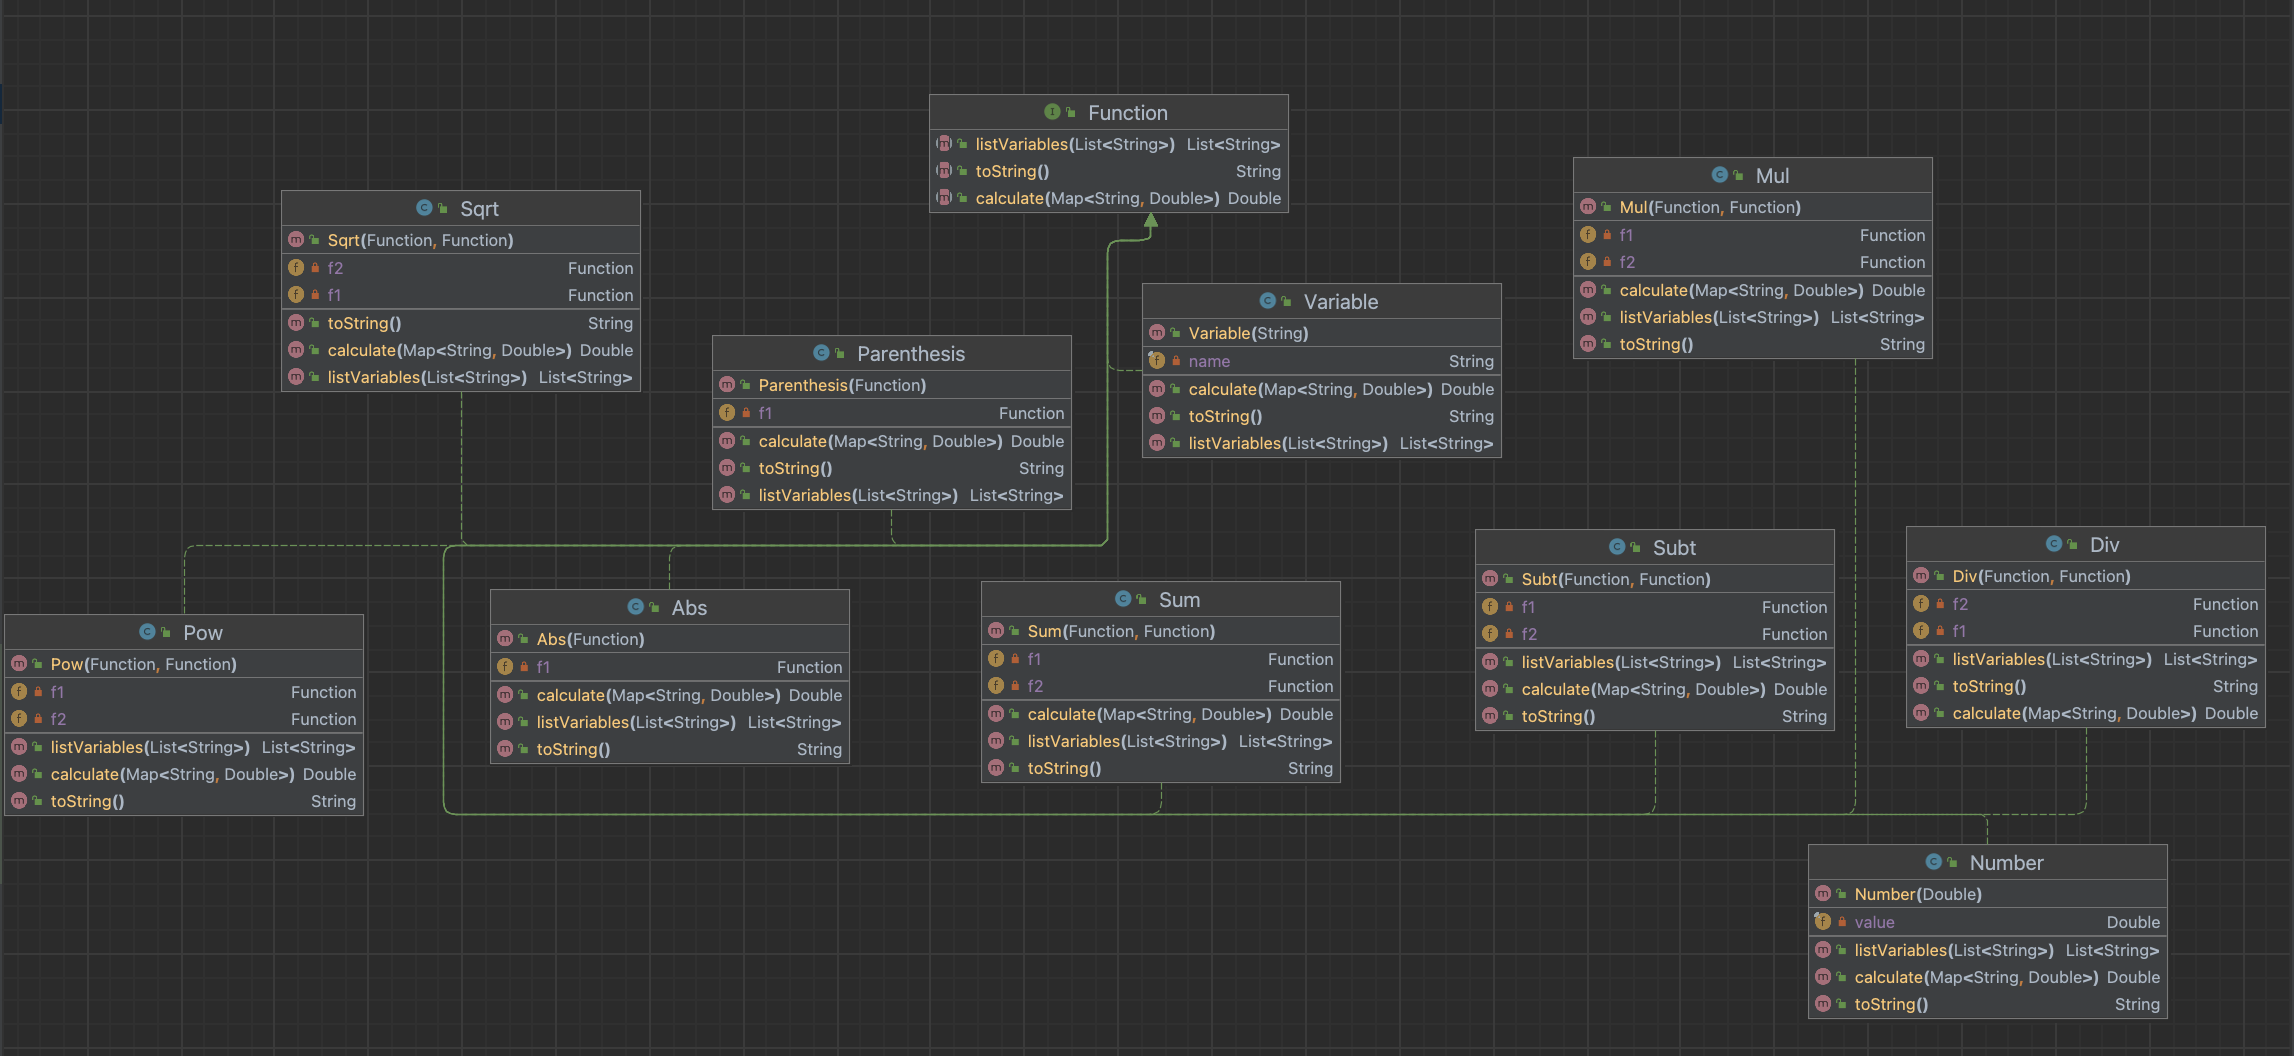 Function
listVariables(List<String>) List<String>
toString() String
calculate(Map<String, Double>) Double
Mul
Mul(Function, Function)
f1 Function
f2 Function
calculate(Map<String, Double>) Double
listVariables(List<String>) List<String>
toString() String
Sqrt
Sqrt(Function, Function)
f2 Function
f1 Function
toString() String
calculate(Map<String, Double>) Double
listVariables(List<String>) List<String>
Variable
Variable(String)
name String
calculate(Map<String, Double>) Double
toString() String
listVariables(List<String>) List<String>
Parenthesis
Parenthesis(Function)
f1 Function
calculate(Map<String, Double>) Double
toString() String
listVariables(List<String>) List<String>
Pow
Pow(Function, Function)
f1 Function
f2 Function
listVariables(List<String>) List<String>
calculate(Map<String, Double>) Double
toString() String
Abs
Abs(Function)
f1 Function
calculate(Map<String, Double>) Double
listVariables(List<String>) List<String>
toString() String
Sum
Sum(Function, Function)
f1 Function
f2 Function
calculate(Map<String, Double>) Double
listVariables(List<String>) List<String>
toString() String
Subt
Subt(Function, Function)
f1 Function
f2 Function
listVariables(List<String>) List<String>
calculate(Map<String, Double>) Double
toString() String
Div
Div(Function, Function)
f2 Function
f1 Function
listVariables(List<String>) List<String>
toString() String
calculate(Map<String, Double>) Double
Number
Number(Double)
value Double
listVariables(List<String>) List<String>
calculate(Map<String, Double>) Double
toString() String